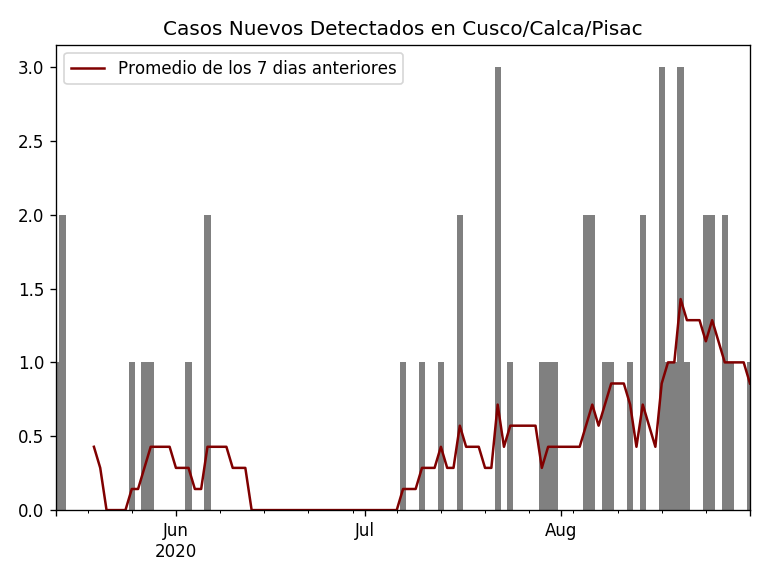 Casos Nuevos Detectados en Cusco/Calca/Pisac
Promedio de los 7 dias anteriores
3.0
2.5
2.0
1.5
1.0
0.5
0.0
Jun
2020
Jul
Aug